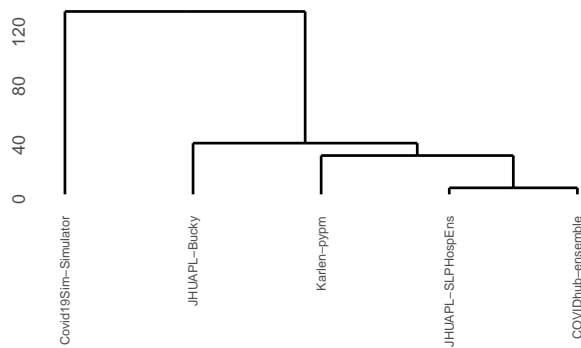 120
80
40
0
Covid19Sim−Simulator
JHUAPL−Bucky
Karlen−pypm
JHUAPL−SLPHospEns
COVIDhub−ensemble